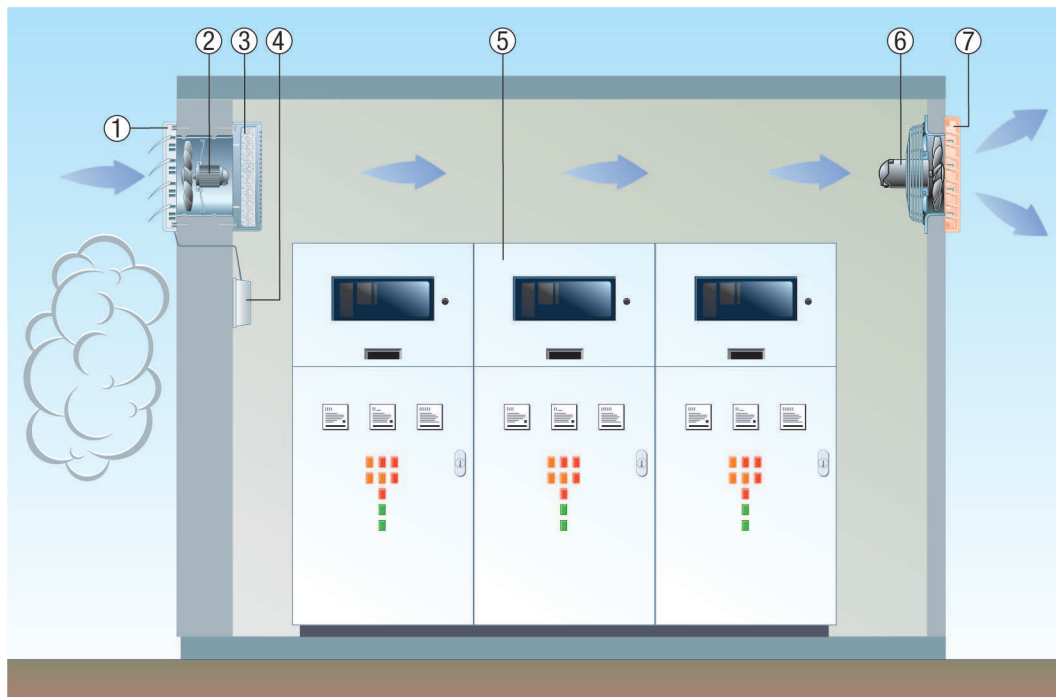 ① ② ③ ④ ⑤ ⑥ ⑦